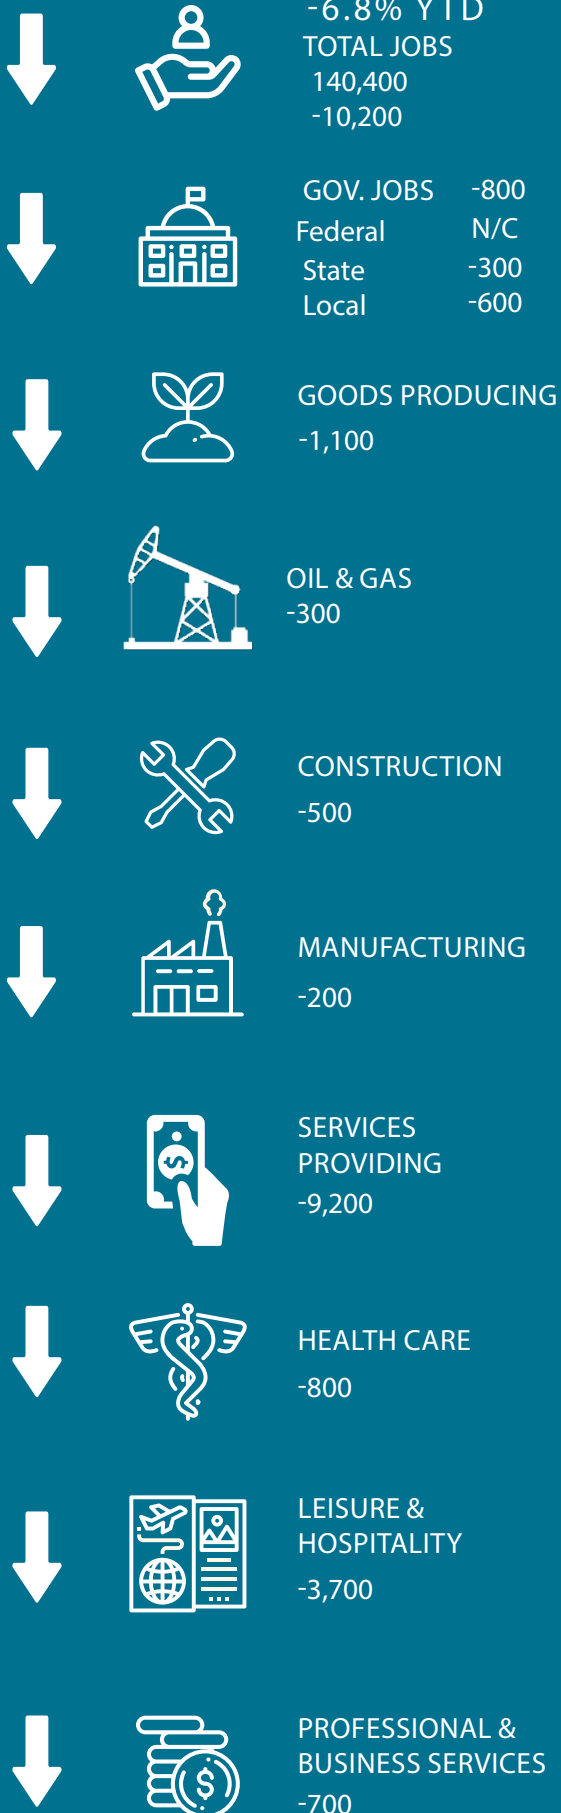 -6.8% YTD
TOTAL JOBS
140,400
-10,200
GOV. JOBS -800
Federal N/C
State -300
Local -600
GOODS PRODUCING
-1,100
OIL & GAS
-300
CONSTRUCTION
-500
MANUFACTURING
-200
SERVICES
PROVIDING
-9,200
HEALTH CARE
-800
LEISURE &
HOSPITALITY
-3,700
PROFESSIONAL &
BUSINESS SERVICES
-700